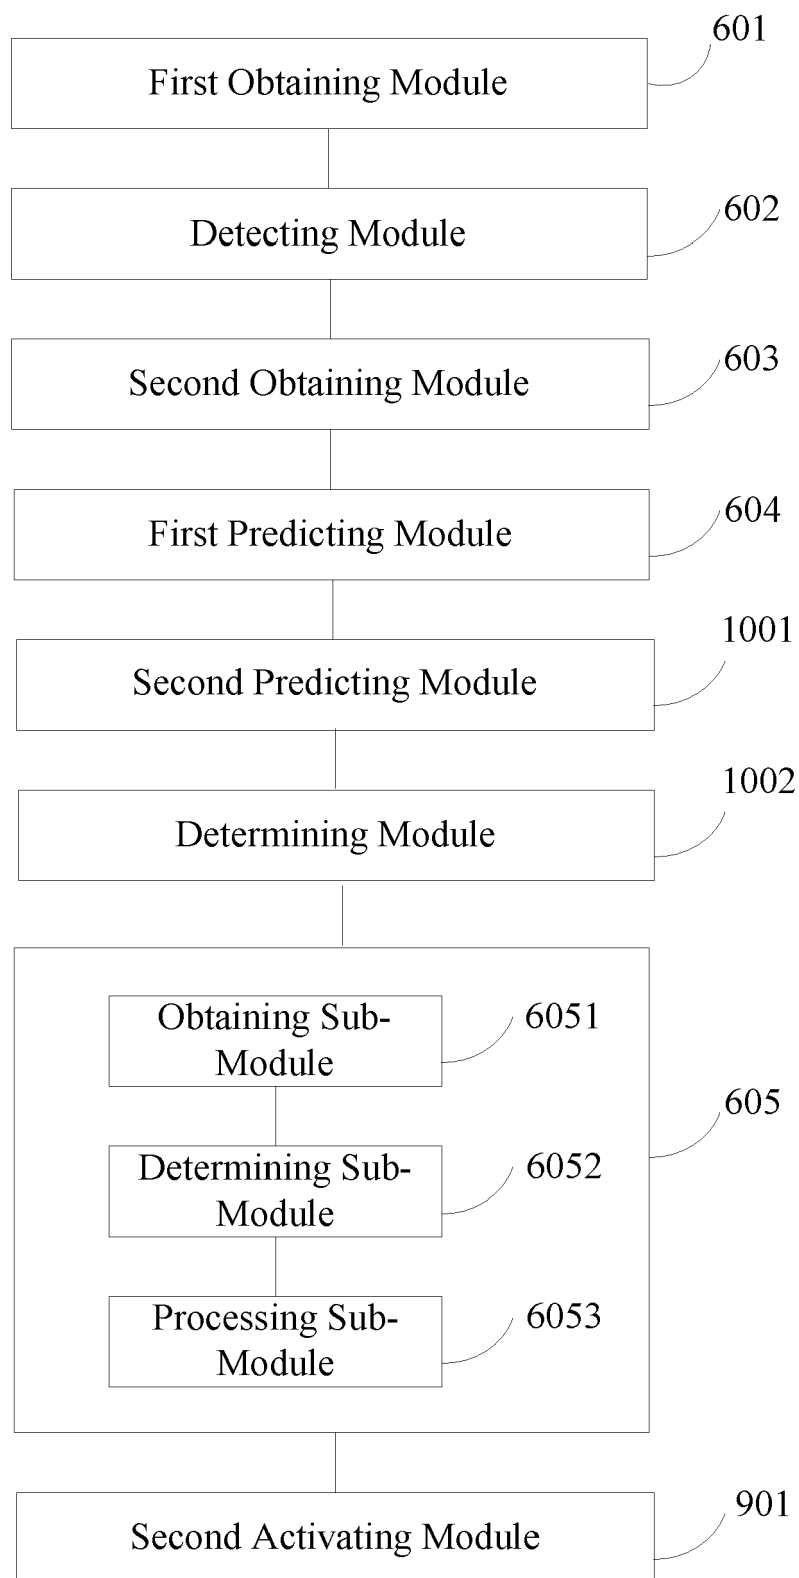 601
First Obtaining Module
602
Detecting Module
603
Second Obtaining Module
604
First Predicting Module
1001
Second Predicting Module
1002
Determining Module
Obtaining Sub-
Module
6051
605
Determining Sub-
Module
6052
Processing Sub-
Module
6053
901
Second Activating Module